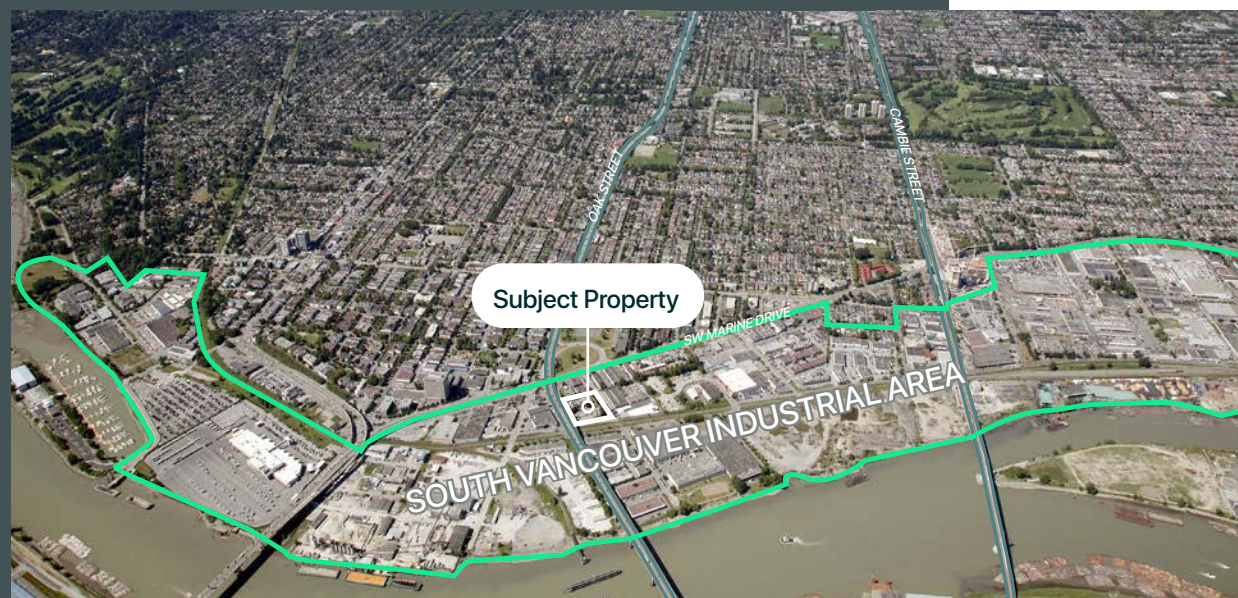 OAK STREET
CAMBIE STREET
Subject Property
SW MARINE DRIVE
SOUTH VANCOUVER INDUSTRIAL AREA